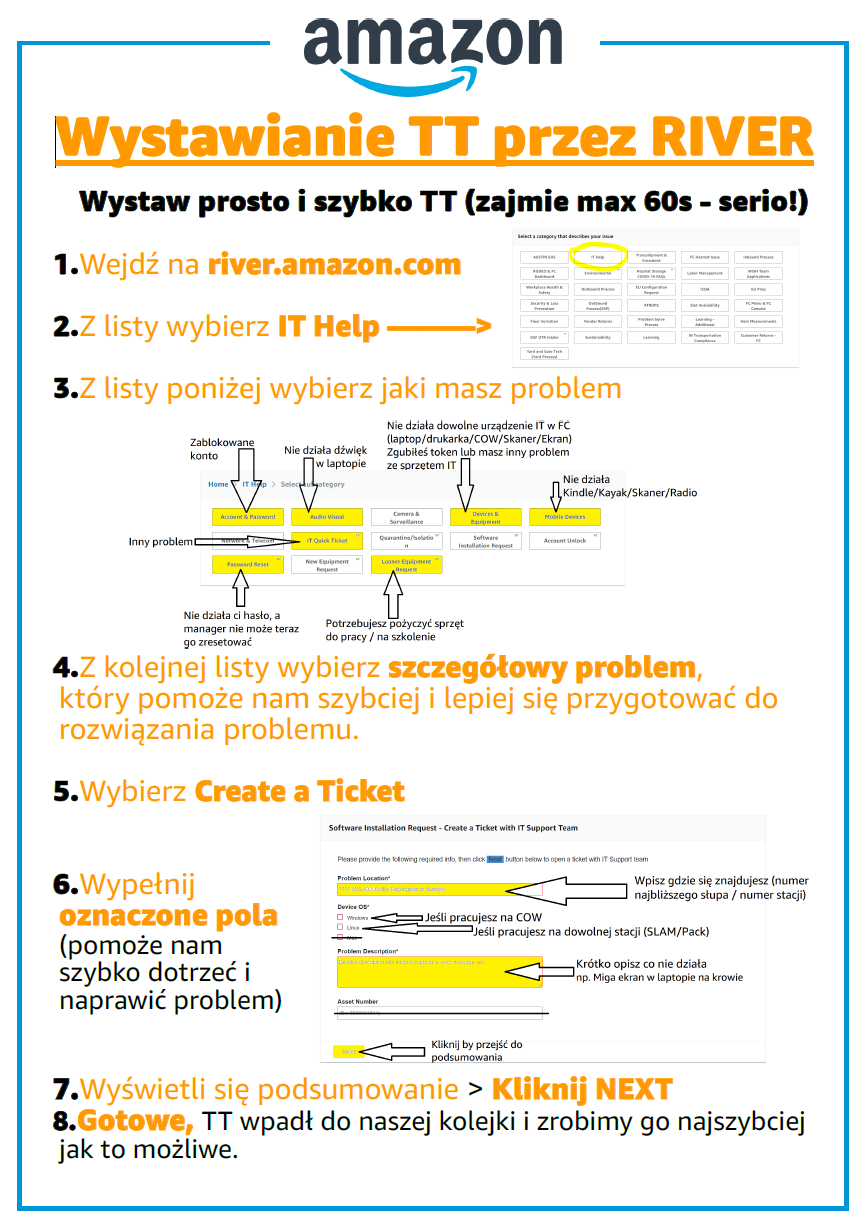 amazon
Wystawianie TT przez RIVER
Wystaw prosto i szybko TT (zajmie max 60s - serio!)
1.Wejdź na river.amazon.com
2.Z listy wybierz IT Help
Select a category that describes your issue
IT Help
Transshipment & Crossdock
FC Hazmat Issue
Inbound Process
RODEO & FC Dashboard
Environmental
Hazmat Storage COVID-19 FAQs
Labor Management
WHSM Team Applications
Workplace Health & Safety
Outbound Process
EU Configuration Request
ICQA
EU Prep
Security & Loss Prevention
Outbound Process(SSP)
ATROPS
Slot Availability
FC Menu & FC Console
Floor Sortation
Vendor Returns
Problem Solve Process
Learning - Additional
Item Measurements
Sustainability
Learning
IB Transportation Compliance
Customer Returns - FC
Yard and Gate Tech (Yard Process)
3.Z listy poniżej wybierz jaki masz problem
Zablokowane
konto
Nie działa dźwięk
w laptopie
Nie działa dowolne urządzenie IT w FC
(laptop/drukarka/COW/Skaner/Ekran)
Zgubiłeś token lub masz inny problem
ze sprzętem IT
Nie działa
Kindle/Kayak/Skaner/Radio
Home > IT Help > Select subcategory
Account & Password
Audio Visual
Camera & Surveillance
Devices & Equipment
Mobile Devices
Inny problem
Network & Telecom
IT Quick Ticket
Quarantine/Isolatio
n
Software Installation Request
Account Unlock
Password Reset
New Equipment Request
Loaner Equipment Request
Nie działa ci hasło, a
manager nie może teraz
go zresetować
Potrzebujesz pożyczyć sprzęt
do pracy / na szkolenie
4.Z kolejnej listy wybierz szczegółowy problem,
który pomoże nam szybciej i lepiej się przygotować do
rozwiązania problemu.
5.Wybierz Create a Ticket
Software Installation Request - Create a Ticket with IT Support Team
Please provide the following required info, then click Next button below to open a ticket with IT Support team
6.Wypełnij
oznaczone pola
(pomoże nam
szybko dotrzeć i
naprawić problem)
Problem Location*
Wpisz gdzie się znajdujesz (numer
najbliższego słupa / numer stacji)
Device OS*
Windows
Jeśli pracujesz na COW
Linux
Jeśli pracujesz na dowolnej stacji (SLAM/Pack)
Mac
Problem Description*
Krótko opisz co nie działa
np. Miga ekran w laptopie na krowie
Asset Number
Next
Kliknij by przejść do
podsumowania
7.Wyświetli się podsumowanie > Kliknij NEXT
8.Gotowe, TT wpadł do naszej kolejki i zrobimy go najszybciej
jak to możliwe.